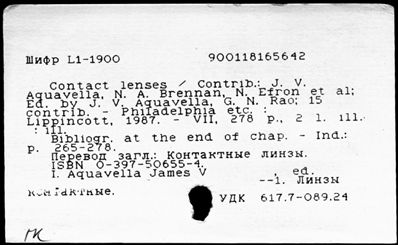 Шифр L1-1900 900118165642
Contact lenses / Contrib.: J. V.
Aquavella, N. A. Brennan, N. Efron et al;
Ed. by J. V. Aquavella, G. N. Rao; 15
contrib. - Philadelphia etc. :
Lippincott, 1987. - VII, 278 p., 2 l. ill.
: ill.
Bibliogr. at the end of chap. - Ind.:
p. 265-278.
Перевод загл.: Контактные линзы.
ISBN 0-397-50655-4.
I. Aquavella James V , ed.
--1. Линзы
контактные.
УДК 617.7-089.24
ГК